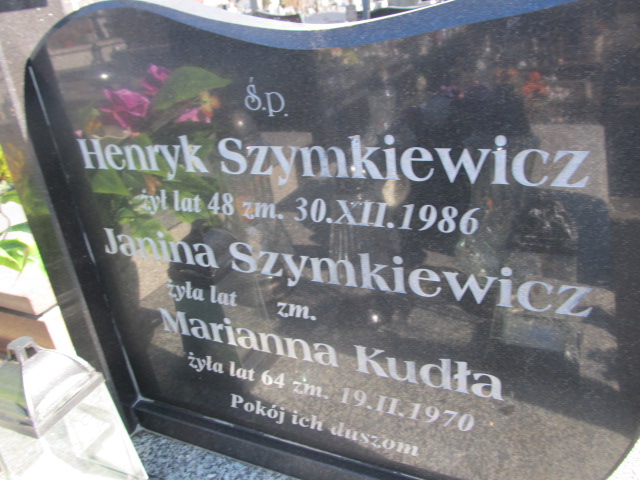 Ś.P.
Henryk Szymkiewicz
żył lat 48 zm. 30.XII.1986
Janina Szymkiewicz
żyła lat zm.
Marianna Kudła
żyła lat 64 zm. 19.II.1970
Pokój ich duszom